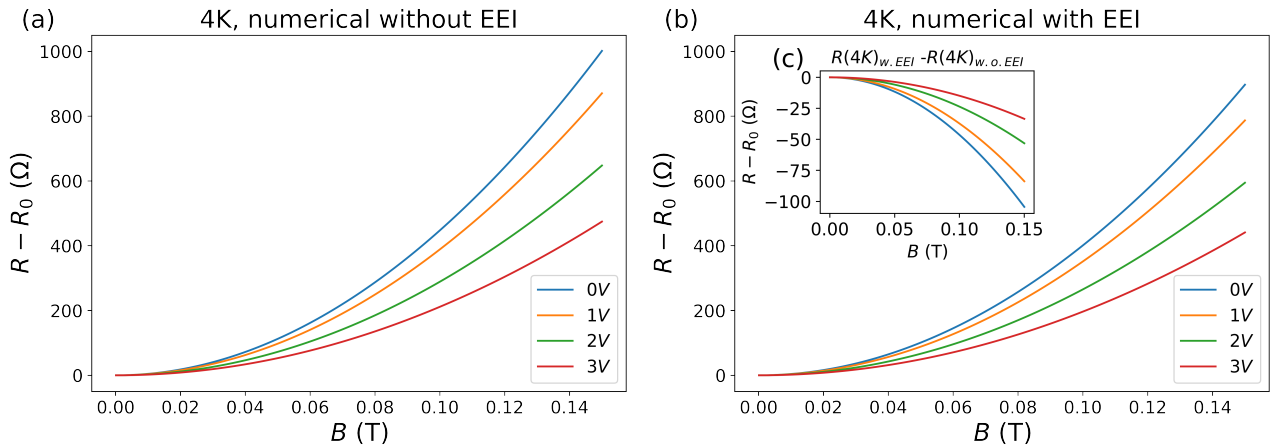 (a)
4K, numerical without EEI
R − R₀ (Ω)
1000
800
600
400
200
0
0.00 0.02 0.04 0.06 0.08 0.10 0.12 0.14
B (T)
0V
1V
2V
3V
(b)
4K, numerical with EEI
R − R₀ (Ω)
1000
800
600
400
200
0
0.00 0.02 0.04 0.06 0.08 0.10 0.12 0.14
B (T)
0V
1V
2V
3V
(c)
R(4K)w. EEI -R(4K)w.o. EEI
R − R₀ (Ω)
0
−25
−50
−75
−100
0.00 0.05 0.10 0.15
B (T)